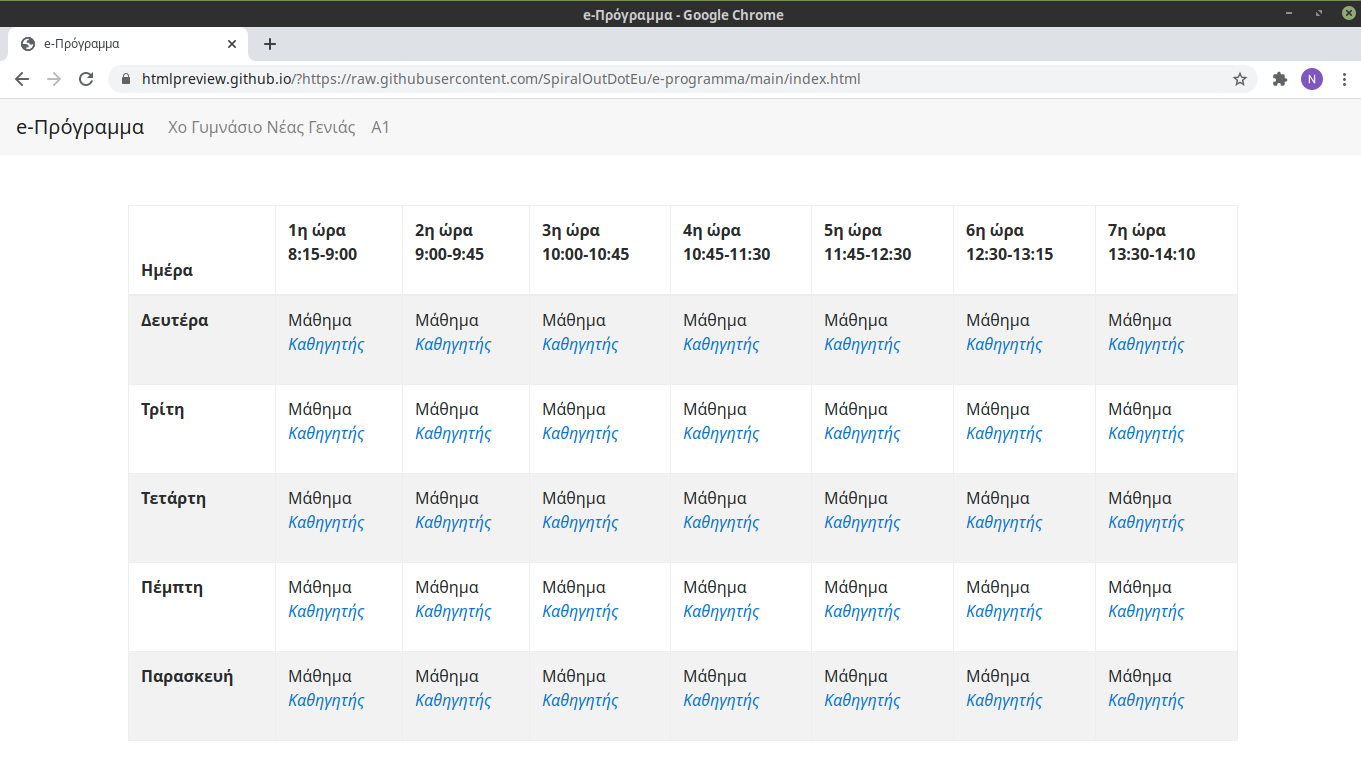 e-Πρόγραμμα - Google Chrome
e-Πρόγραμμα
htmlpreview.github.io/?https://raw.githubusercontent.com/SpiralOutDotEu/e-programma/main/index.html
N
e-Πρόγραμμα Χο Γυμνάσιο Νέας Γενιάς Α1
1η ώρα 2η ώρα 3η ώρα 4η ώρα 5η ώρα 6η ώρα 7η ώρα
8:15-9:00 9:00-9:45 10:00-10:45 10:45-11:30 11:45-12:30 12:30-13:15 13:30-14:10
Ημέρα
Δευτέρα Μάθημα Μάθημα Μάθημα Μάθημα Μάθημα Μάθημα Μάθημα
Καθηγητής Καθηγητής Καθηγητής Καθηγητής Καθηγητής Καθηγητής Καθηγητής
Τρίτη Μάθημα Μάθημα Μάθημα Μάθημα Μάθημα Μάθημα Μάθημα
Καθηγητής Καθηγητής Καθηγητής Καθηγητής Καθηγητής Καθηγητής Καθηγητής
Τετάρτη Μάθημα Μάθημα Μάθημα Μάθημα Μάθημα Μάθημα Μάθημα
Καθηγητής Καθηγητής Καθηγητής Καθηγητής Καθηγητής Καθηγητής Καθηγητής
Πέμπτη Μάθημα Μάθημα Μάθημα Μάθημα Μάθημα Μάθημα Μάθημα
Καθηγητής Καθηγητής Καθηγητής Καθηγητής Καθηγητής Καθηγητής Καθηγητής
Παρασκευή Μάθημα Μάθημα Μάθημα Μάθημα Μάθημα Μάθημα Μάθημα
Καθηγητής Καθηγητής Καθηγητής Καθηγητής Καθηγητής Καθηγητής Καθηγητής